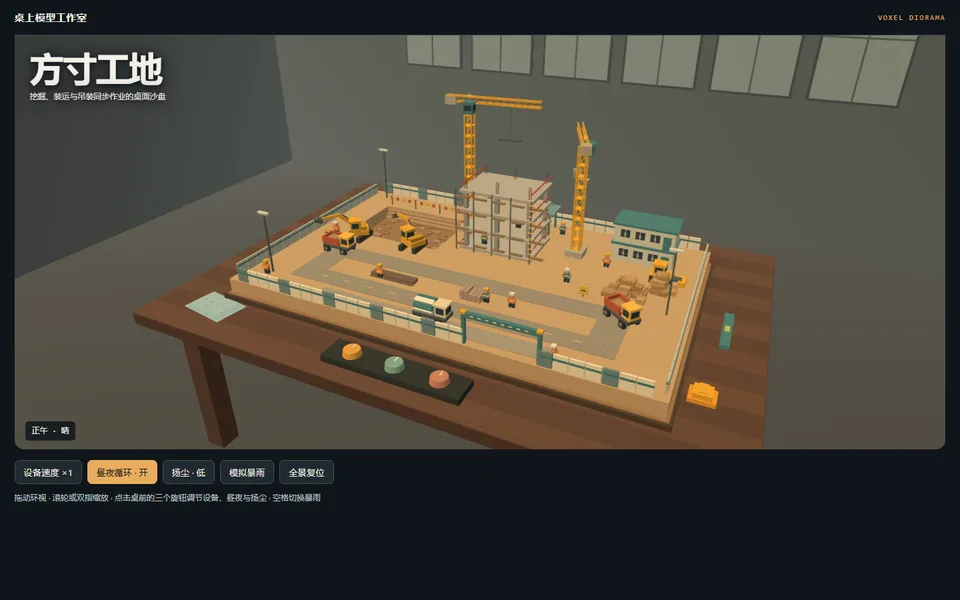 桌上模型工作室
VOXEL DIORAMA
方寸工地
挖掘、装运与吊装同步作业的桌面沙盘
正午 · 晴
设备速度 ×1
昼夜循环 · 开
扬尘 · 低
模拟暴雨
全景复位
拖动环视 · 滚轮或双指缩放 · 点击桌前的三个旋钮调节设备、昼夜与扬尘 · 空格切换暴雨